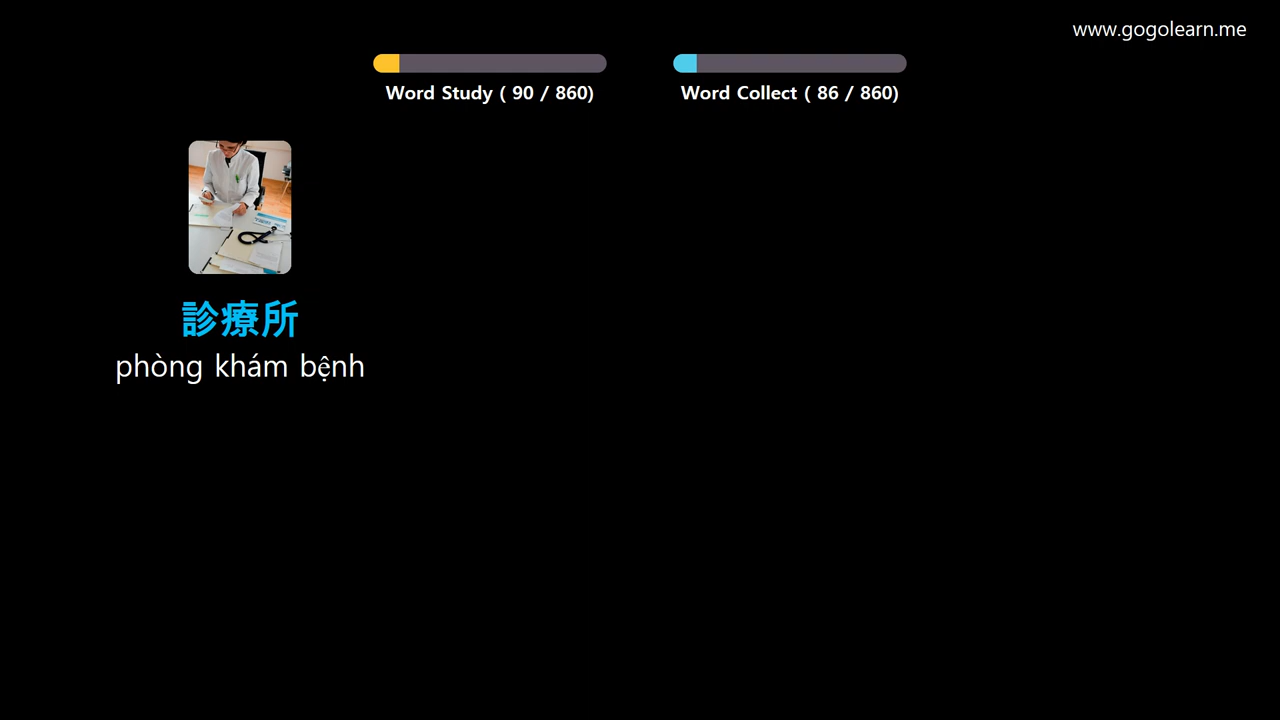 www.gogolearn.me
Word Study ( 90 / 860)
Word Collect ( 86 / 860)
診療所
phòng khám bệnh